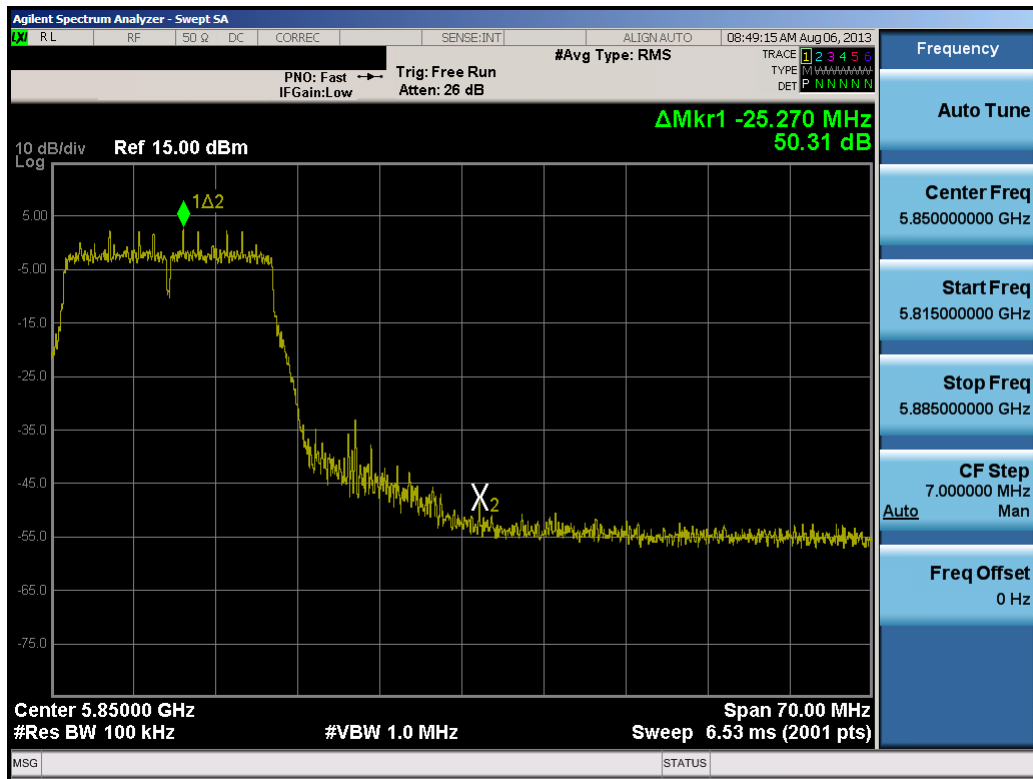 Agilent Spectrum Analyzer - Swept SA
LXI RL RF 50 Ω DC CORREC SENSE:INT ALIGN AUTO 08:49:15 AM Aug 06, 2013
#Avg Type: RMS
TRACE 1 2 3 4 5 6
PNO: Fast Trig: Free Run
TYPE M WWWWW
IFGain:Low Atten: 26 dB
DET P N N N N N
ΔMkr1 -25.270 MHz
50.31 dB
10 dB/div Ref 15.00 dBm
Log
1Δ2
5.00
-5.00
-15.0
-25.0
-35.0
-45.0
X2
-55.0
-65.0
-75.0
Center 5.85000 GHz Span 70.00 MHz
#Res BW 100 kHz #VBW 1.0 MHz Sweep 6.53 ms (2001 pts)
MSG STATUS
Frequency
Auto Tune
Center Freq
5.850000000 GHz
Start Freq
5.815000000 GHz
Stop Freq
5.885000000 GHz
CF Step
7.000000 MHz
Auto Man
Freq Offset
0 Hz